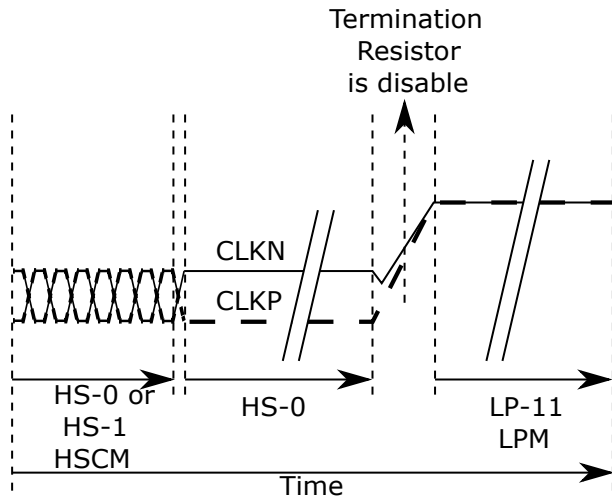 Termination
Resistor
is disable
CLKN
CLKP
HS-0 or
HS-1
HSCM
HS-0
LP-11
LPM
Time